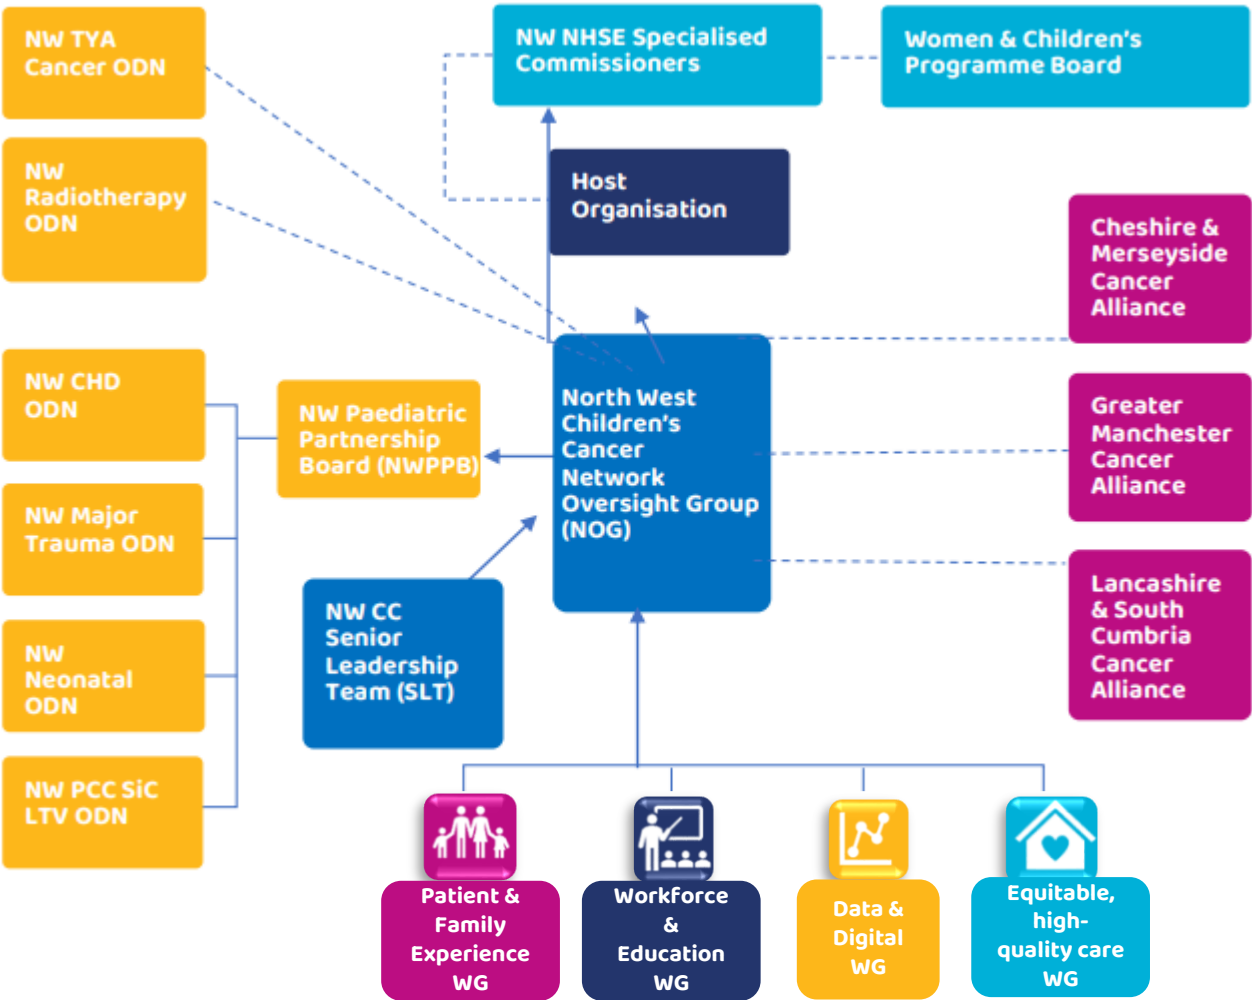 NW TYA
Cancer ODN
NW NHSE Specialised
Commissioners
Women & Children's
Programme Board
NW
Radiotherapy
ODN
Host
Organisation
Cheshire &
Merseyside
Cancer
Alliance
NW CHD
ODN
NW Paediatric
Partnership
Board (NWPPB)
North West
Children's
Cancer
Network
Oversight Group
(NOG)
Greater
Manchester
Cancer
Alliance
NW Major
Trauma ODN
NW CC
Senior
Leadership
Team (SLT)
Lancashire
& South
Cumbria
Cancer
Alliance
NW
Neonatal
ODN
NW PCC SiC
LTV ODN
Patient &
Family
Experience
WG
Workforce
&
Education
WG
Data &
Digital
WG
Equitable,
high-
quality care
WG